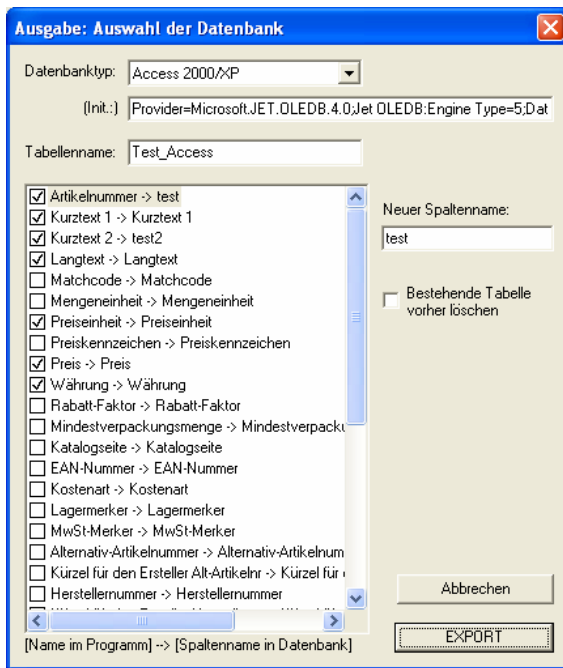 Ausgabe: Auswahl der Datenbank
Datenbanktyp: Access 2000/XP
(Init.:) Provider=Microsoft.JET.OLEDB.4.0;Jet OLEDB:Engine Type=5;Dat
Tabellenname: Test_Access
Artikelnummer -> test
Kurztext 1 -> Kurztext 1
Kurztext 2 -> test2
Langtext -> Langtext
Matchcode -> Matchcode
Mengeneinheit -> Mengeneinheit
Preiseinheit -> Preiseinheit
Preiskennzeichen -> Preiskennzeichen
Preis -> Preis
Währung -> Währung
Rabatt-Faktor -> Rabatt-Faktor
Mindestverpackungsmenge -> Mindestverpacku
Katalogseite -> Katalogseite
EAN-Nummer -> EAN-Nummer
Kostenart -> Kostenart
Lagermerker -> Lagermerker
MwSt-Merker -> MwSt-Merker
Alternativ-Artikelnummer -> Alternativ-Artikelnum
Kürzel für den Ersteller Alt-Artikelnr -> Kürzel für
Herstellernummer -> Herstellernummer
[Name im Programm] --> [Spaltenname in Datenbank]
Neuer Spaltenname:
test
Bestehende Tabelle
vorher löschen
Abbrechen
EXPORT